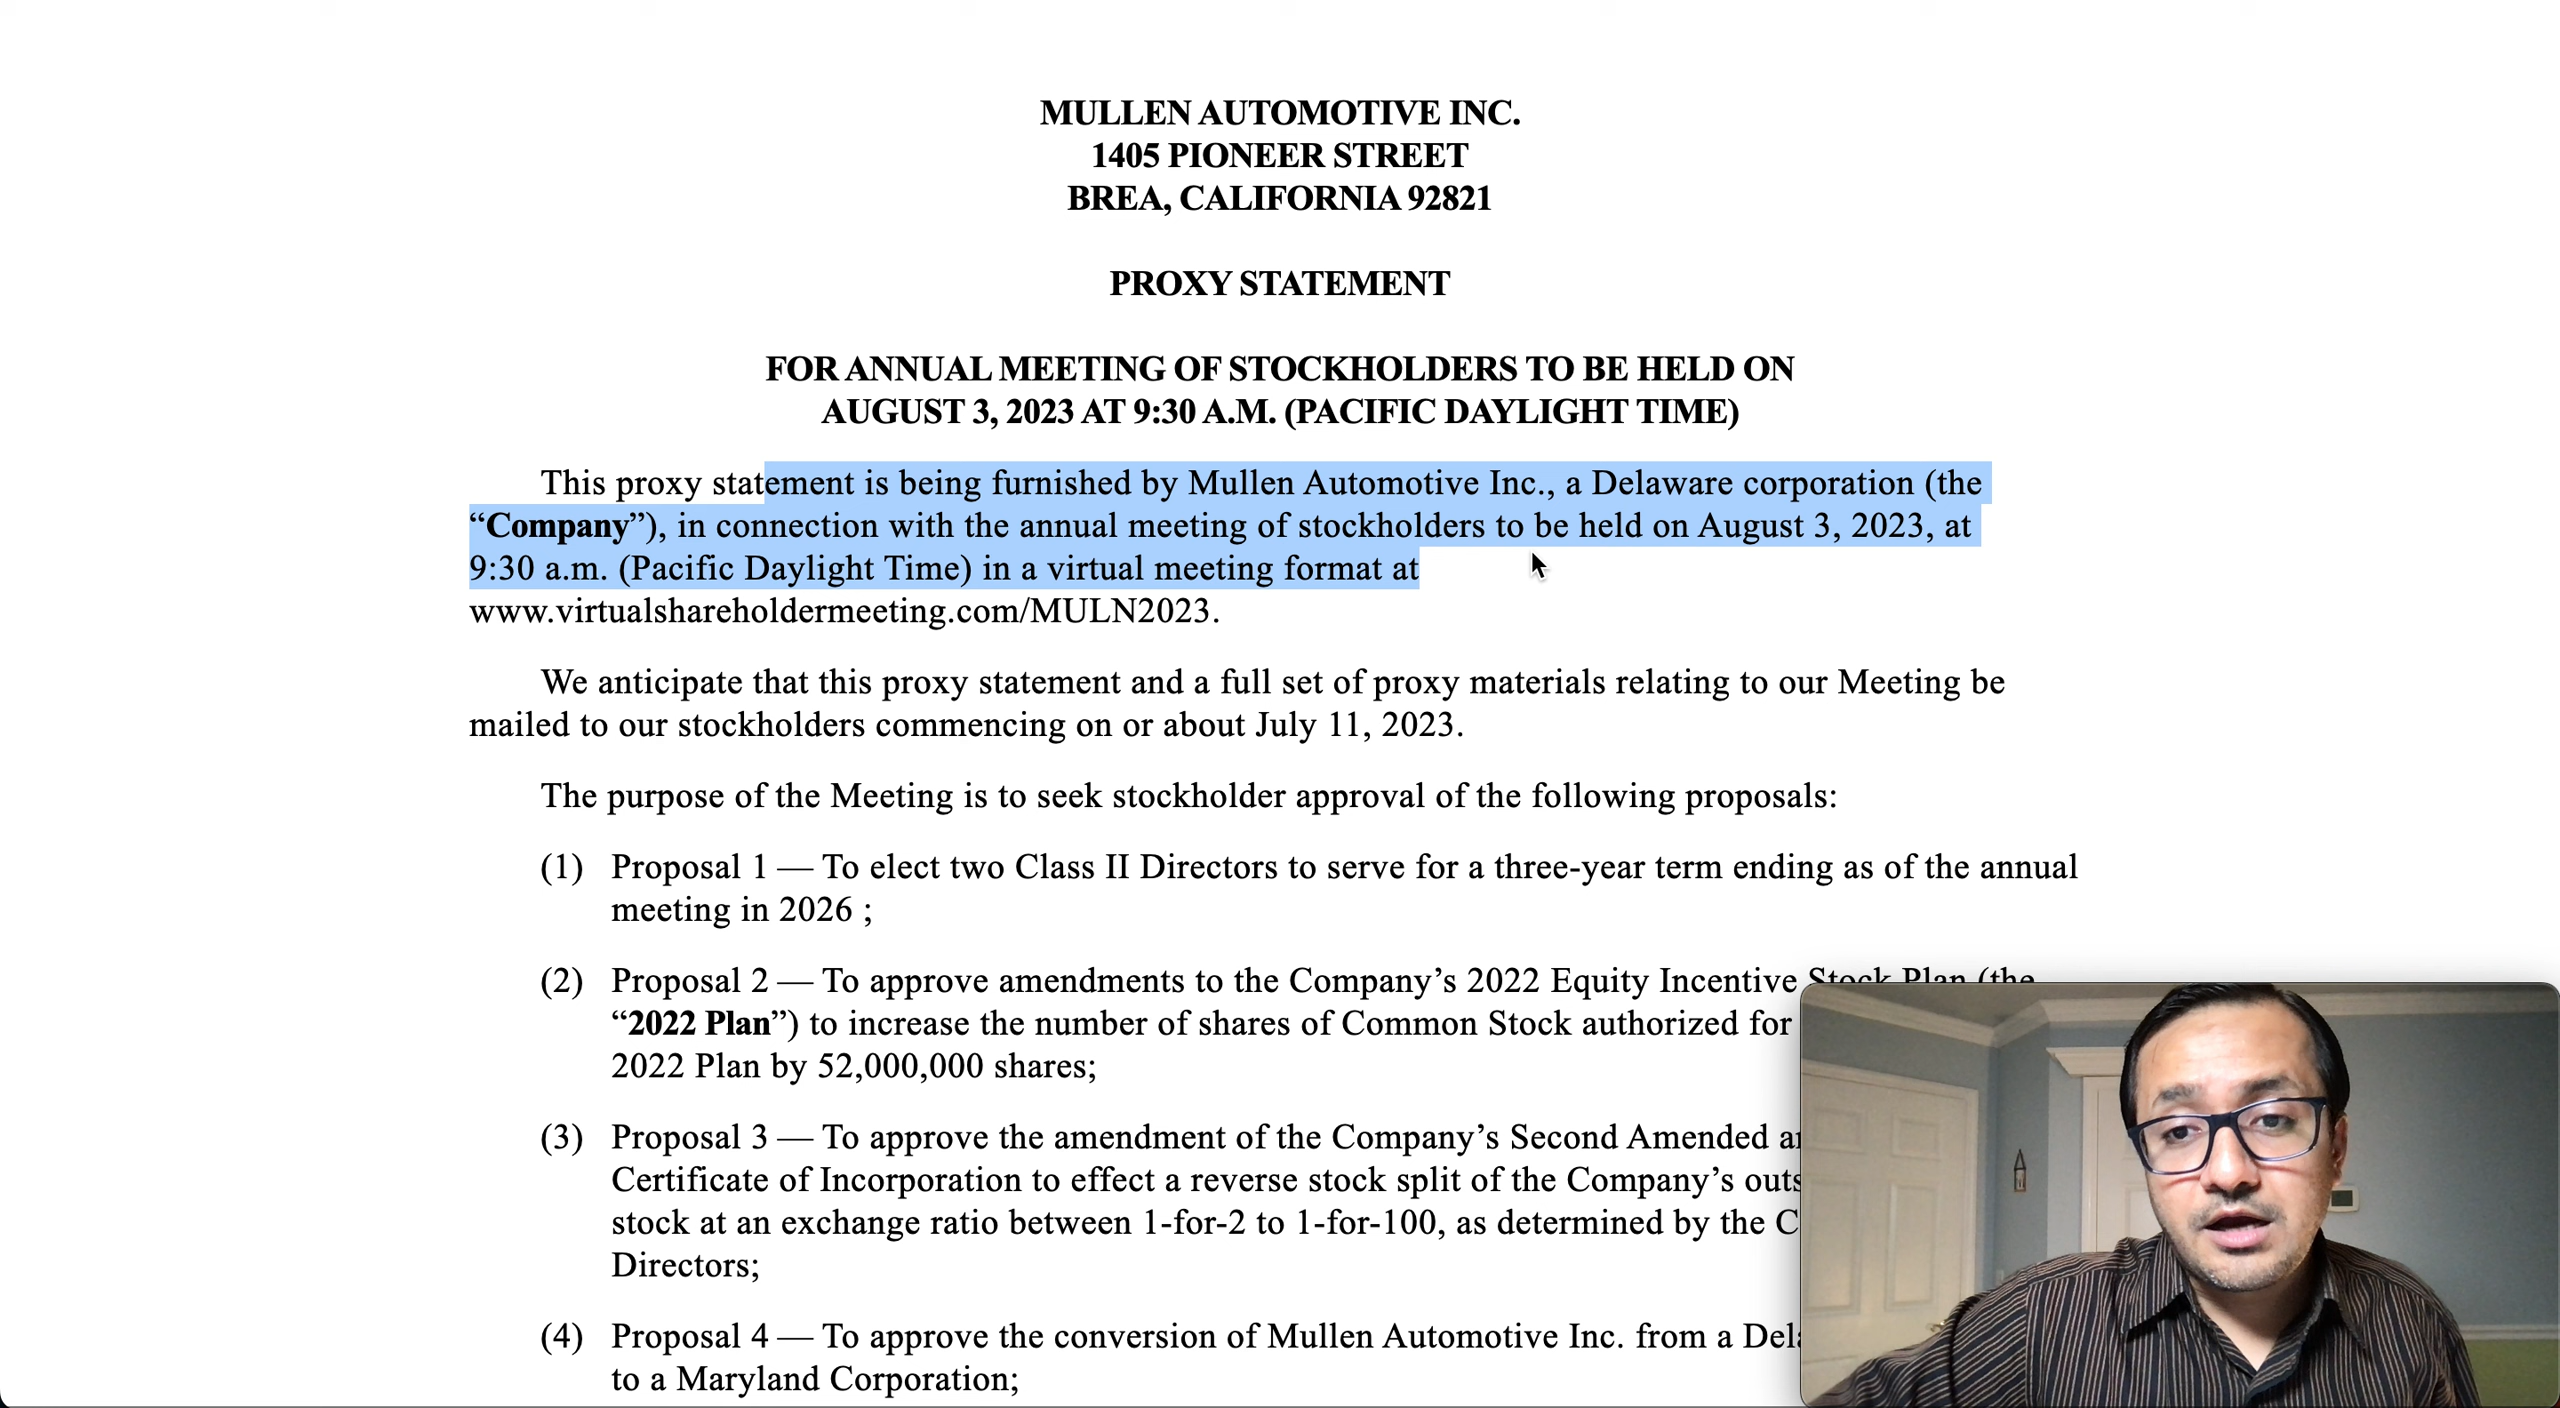 MULLEN AUTOMOTIVE INC.
1405 PIONEER STREET
BREA, CALIFORNIA 92821
PROXY STATEMENT
FOR ANNUAL MEETING OF STOCKHOLDERS TO BE HELD ON
AUGUST 3, 2023 AT 9:30 A.M. (PACIFIC DAYLIGHT TIME)
This proxy statement is being furnished by Mullen Automotive Inc., a Delaware corporation (the
“Company”), in connection with the annual meeting of stockholders to be held on August 3, 2023, at
9:30 a.m. (Pacific Daylight Time) in a virtual meeting format at
www.virtualshareholdermeeting.com/MULN2023.
We anticipate that this proxy statement and a full set of proxy materials relating to our Meeting be
mailed to our stockholders commencing on or about July 11, 2023.
The purpose of the Meeting is to seek stockholder approval of the following proposals:
(1) Proposal 1 — To elect two Class II Directors to serve for a three-year term ending as of the annual
meeting in 2026 ;
(2) Proposal 2 — To approve amendments to the Company’s 2022 Equity Incentive Stock Plan (the
“2022 Plan”) to increase the number of shares of Common Stock authorized for
2022 Plan by 52,000,000 shares;
(3) Proposal 3 — To approve the amendment of the Company’s Second Amended
Certificate of Incorporation to effect a reverse stock split of the Company’s
stock at an exchange ratio between 1-for-2 to 1-for-100, as determined by the
Directors;
(4) Proposal 4 — To approve the conversion of Mullen Automotive Inc. from a
to a Maryland Corporation;